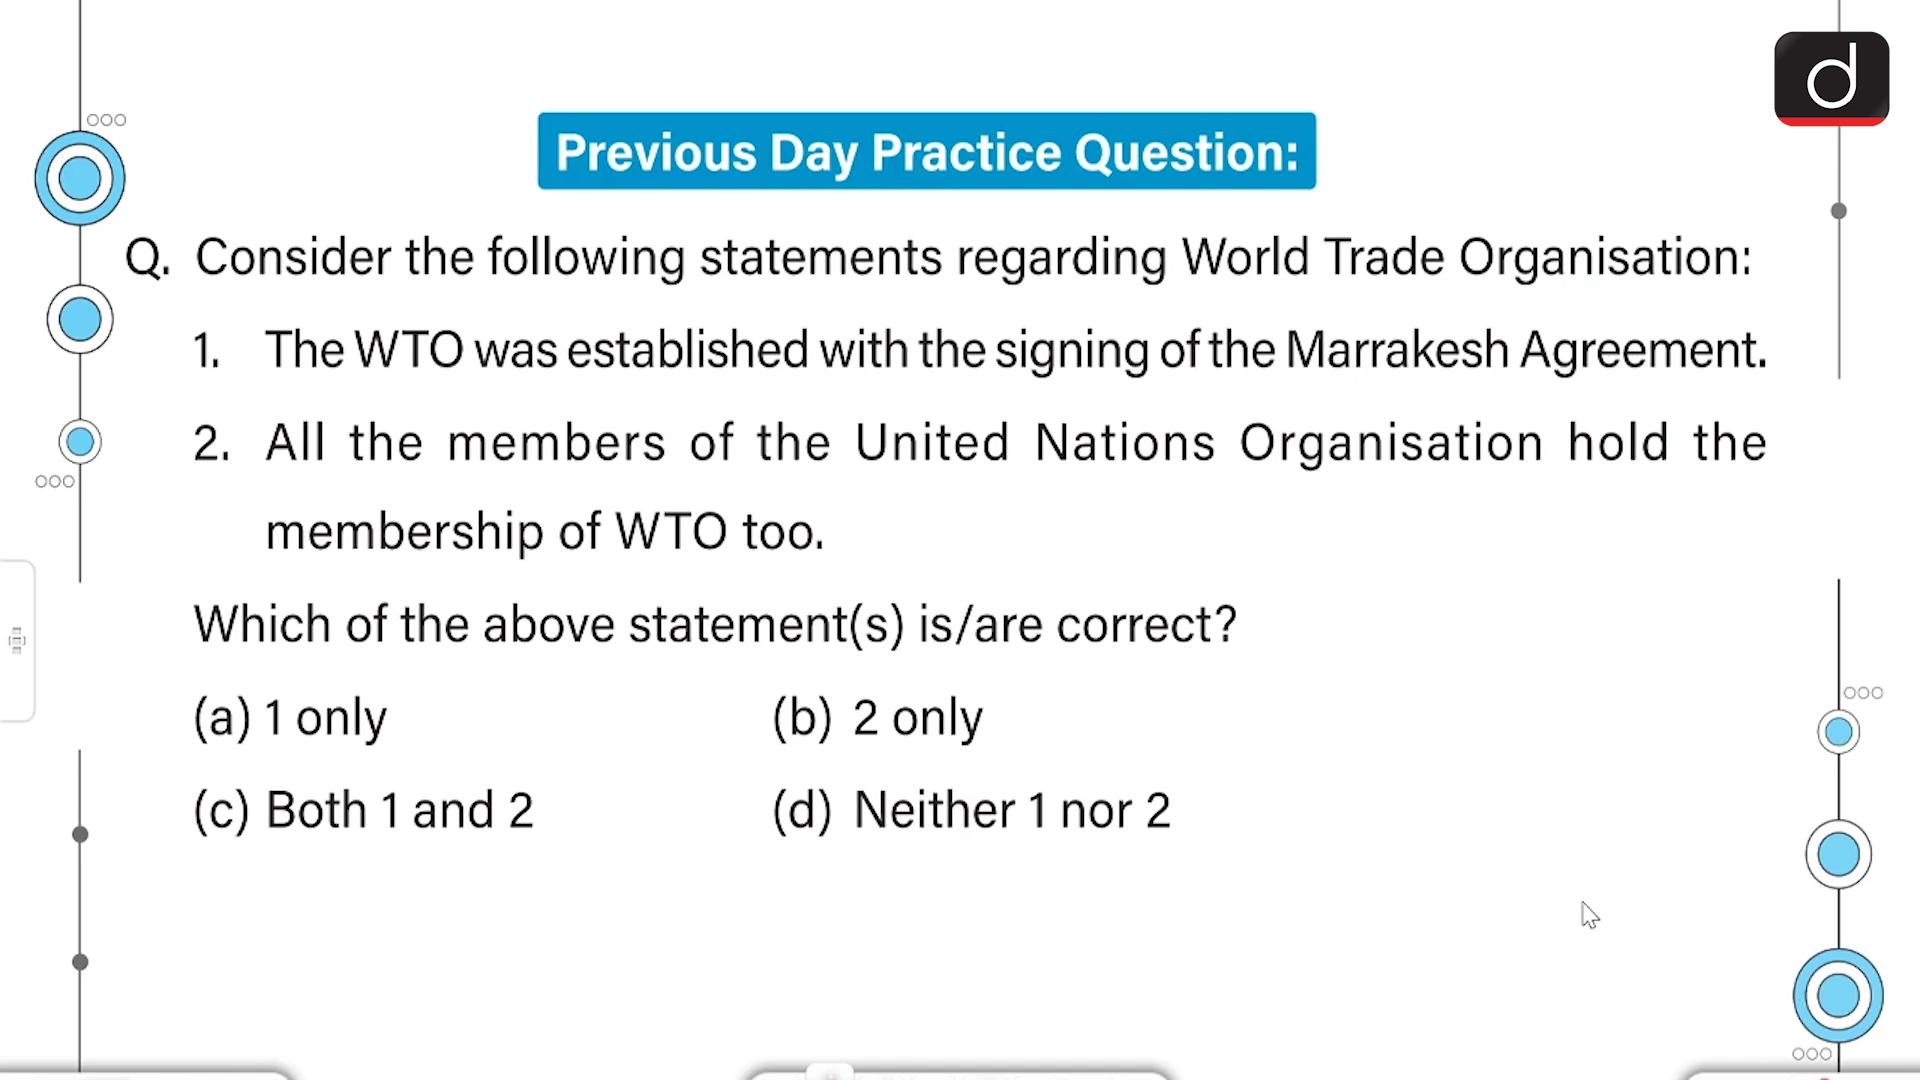 d
Previous Day Practice Question:
Q. Consider the following statements regarding World Trade Organisation:
1. The WTO was established with the signing of the Marrakesh Agreement.
2. All the members of the United Nations Organisation hold the
membership of WTO too.
Which of the above statement(s) is/are correct?
(a) 1 only (b) 2 only
(c) Both 1 and 2 (d) Neither 1 nor 2